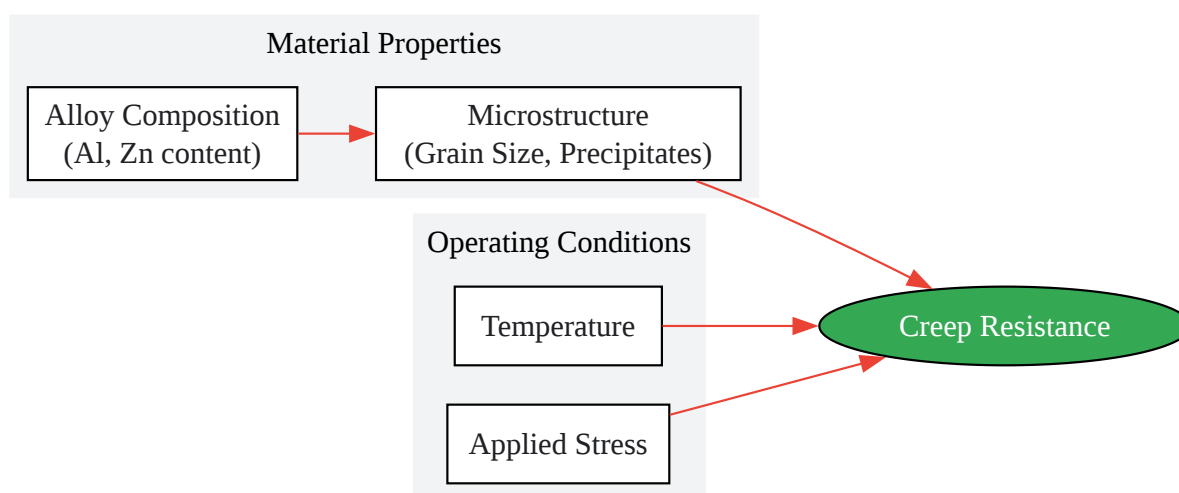 Material Properties
Alloy Composition
(Al, Zn content)
Microstructure
(Grain Size, Precipitates)
Operating Conditions
Temperature
Creep Resistance
Applied Stress